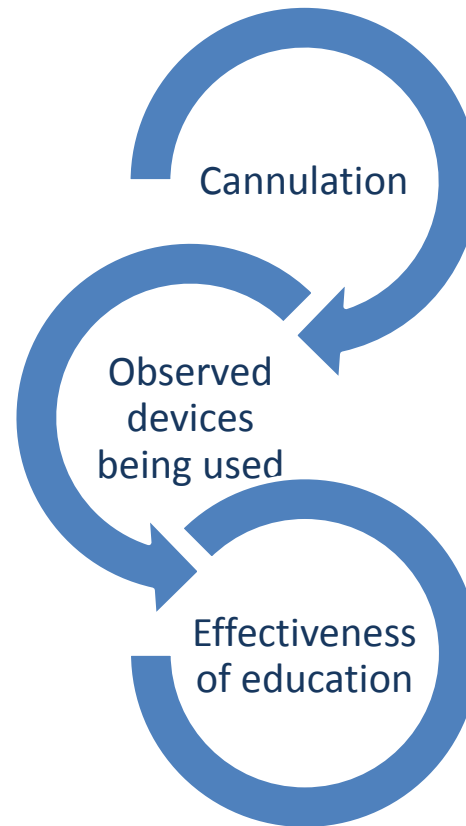 Cannulation
Observed
devices
being used
Effectiveness
of education